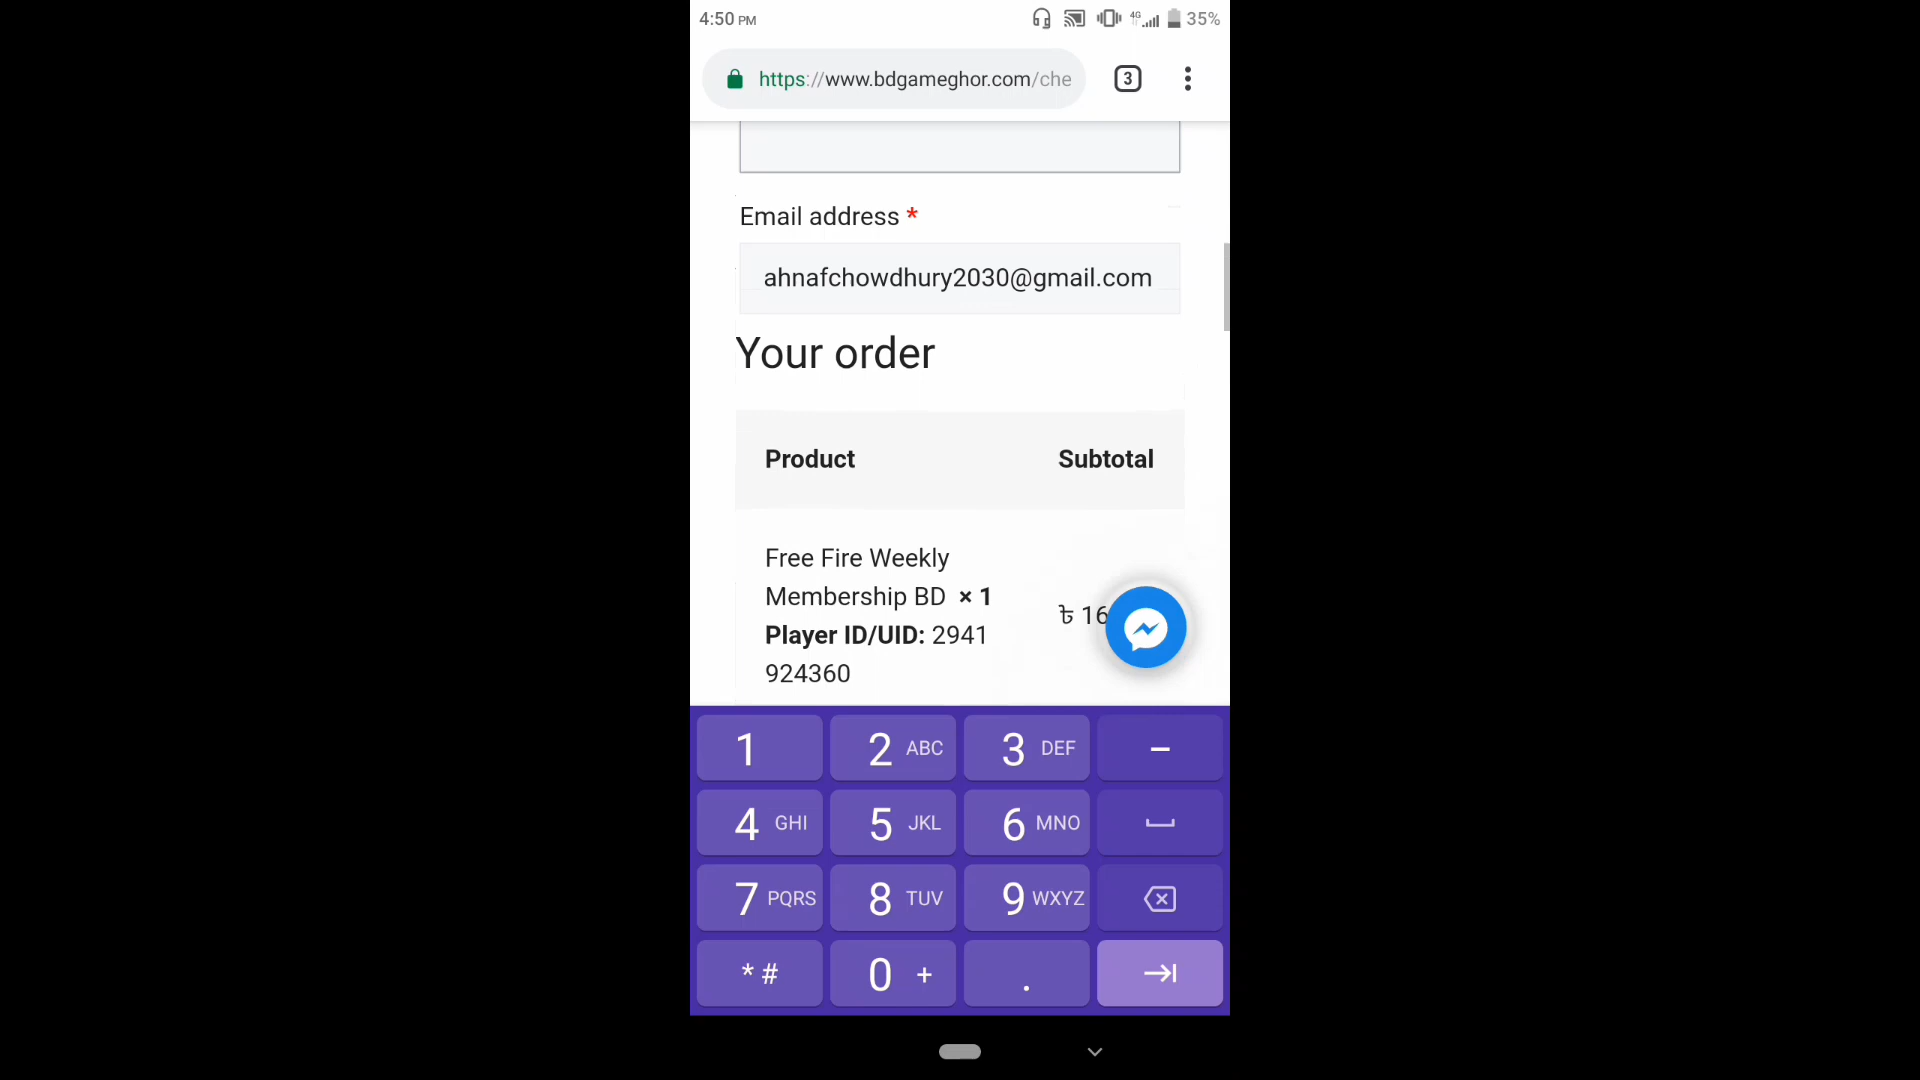 4:50 PM 4G 35%
https://www.bdgameghor.com/che 3
Email address *
ahnafchowdhury2030@gmail.com
Your order
Product Subtotal
Free Fire Weekly
Membership BD × 1
৳ 16
Player ID/UID: 2941
924360
1 2 ABC 3 DEF –
4 GHI 5 JKL 6 MNO
7 PQRS 8 TUV 9 WXYZ
* # 0 + .